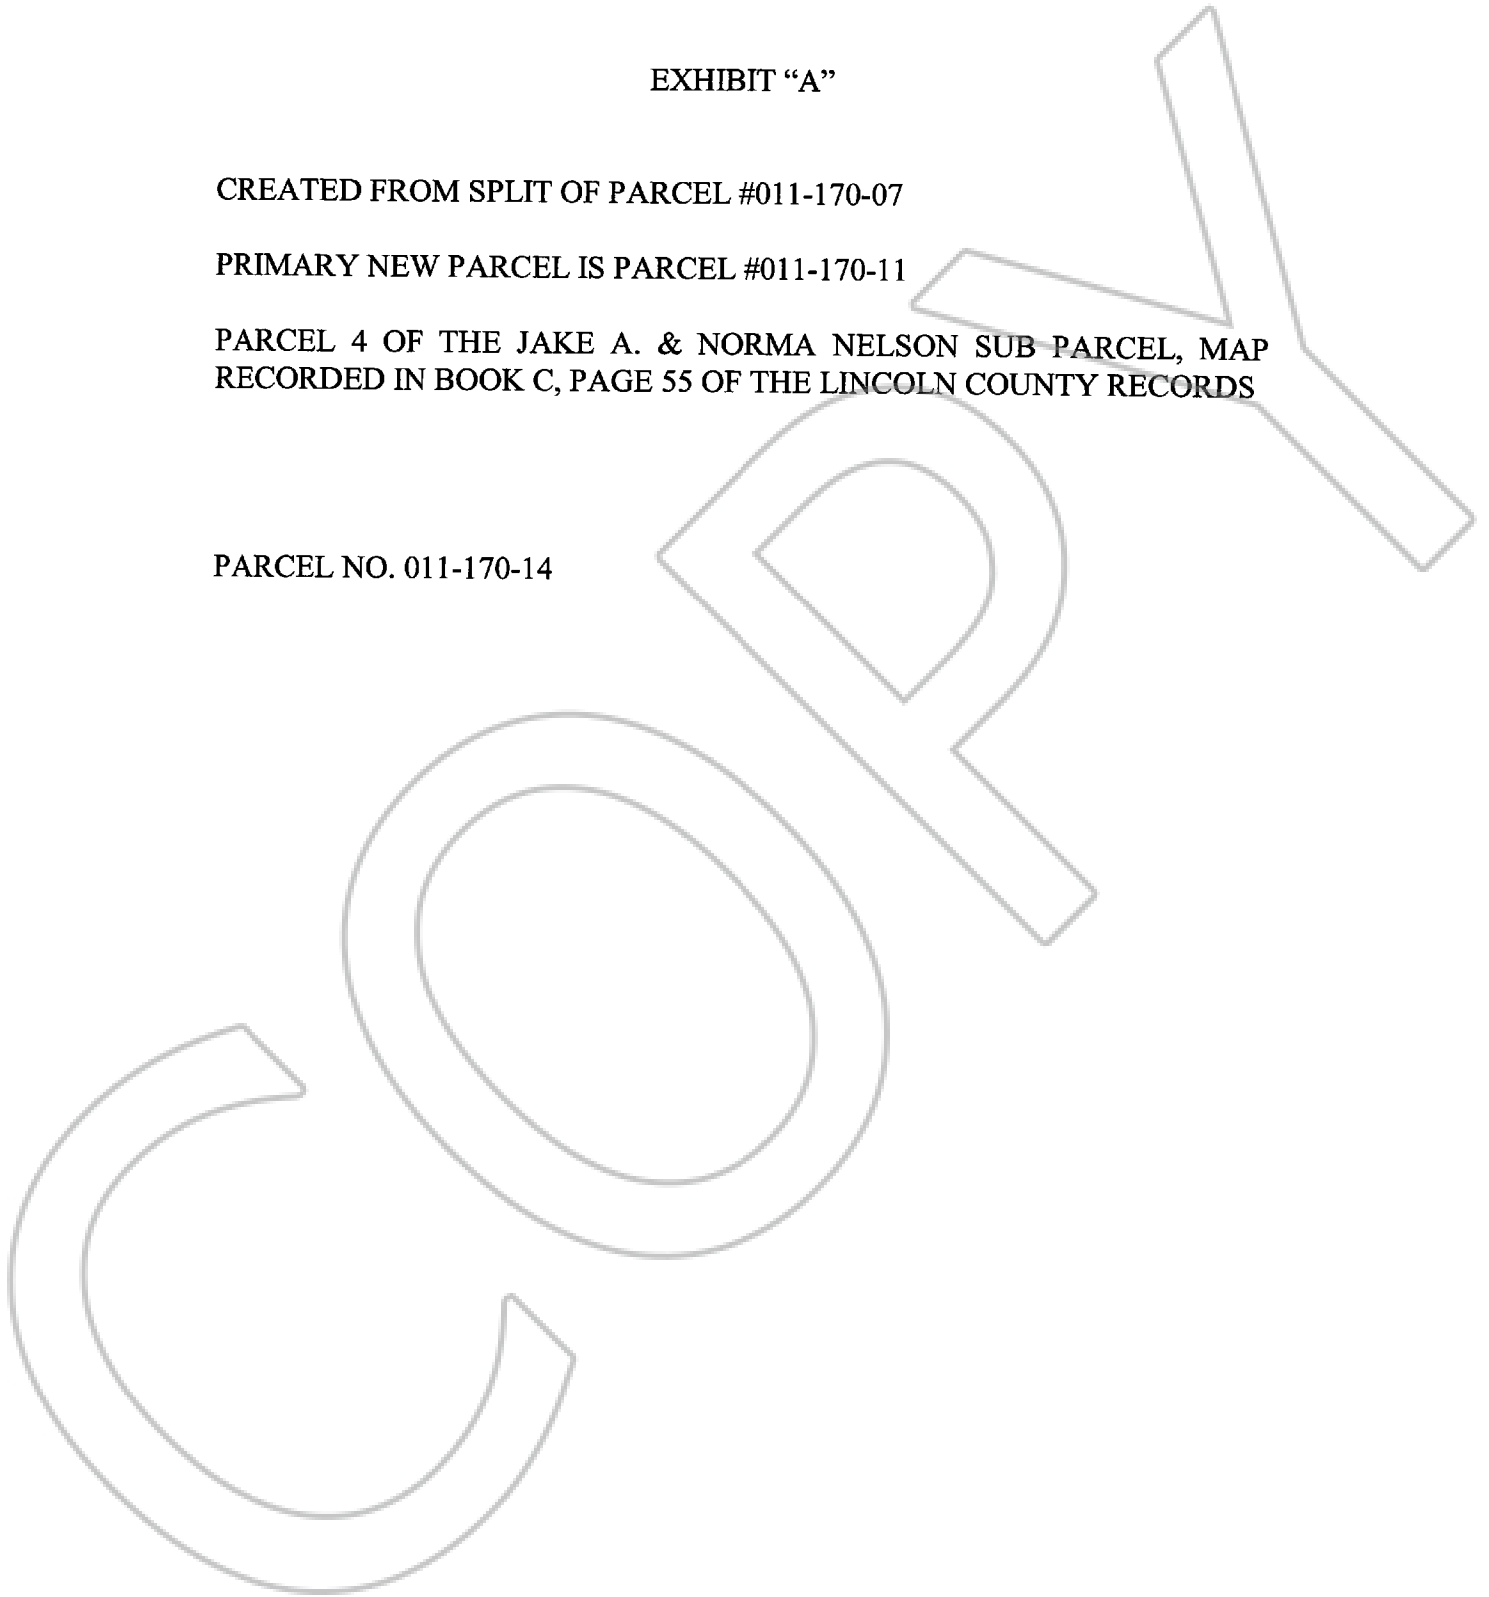 EXHIBIT “A”
CREATED FROM SPLIT OF PARCEL #011-170-07
PRIMARY NEW PARCEL IS PARCEL #011-170-11
PARCEL 4 OF THE JAKE A. & NORMA NELSON SUB PARCEL, MAP
RECORDED IN BOOK C, PAGE 55 OF THE LINCOLN COUNTY RECORDS
PARCEL NO. 011-170-14
COPY